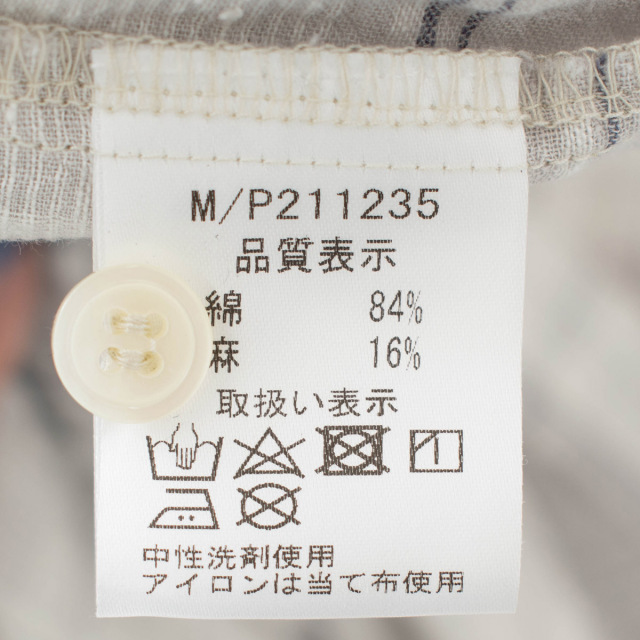 M/P211235
品質表示
綿 84%
麻 16%
取扱い表示
中性洗剤使用
アイロンは当て布使用